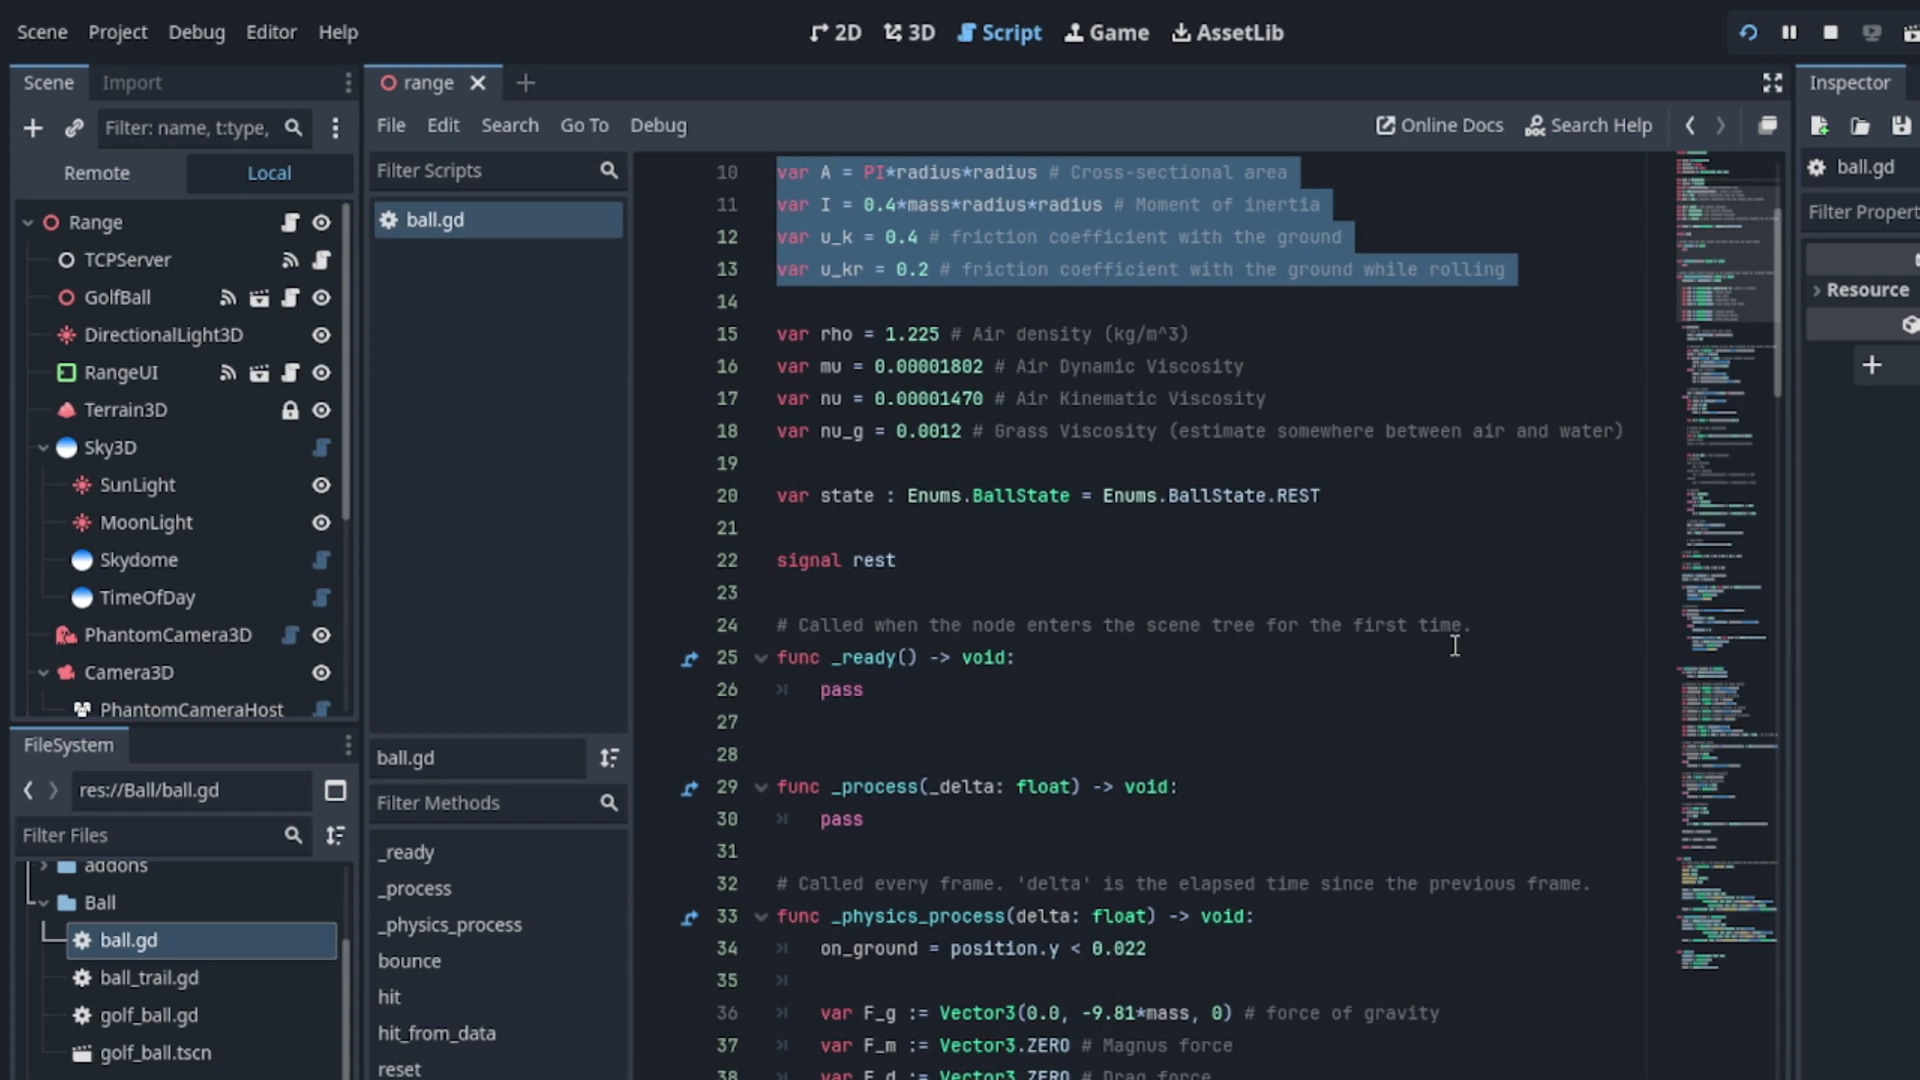 Scene Project Debug Editor Help
2D 3D Script Game AssetLib
Scene Import
range
Inspector
Filter: name, t:type,
File Edit Search Go To Debug
Online Docs Search Help
Remote Local
Filter Scripts
ball.gd
ball.gd
Filter Propert
Resource
Range
TCPServer
GolfBall
DirectionalLight3D
RangeUI
Terrain3D
Sky3D
SunLight
MoonLight
Skydome
TimeOfDay
PhantomCamera3D
Camera3D
PhantomCameraHost
FileSystem
res://Ball/ball.gd
Filter Files
addons
Ball
ball.gd
ball_trail.gd
golf_ball.gd
golf_ball.tscn
ball.gd
Filter Methods
_ready
_process
_physics_process
bounce
hit
hit_from_data
reset
10 var A = PI*radius*radius # Cross-sectional area
11 var I = 0.4*mass*radius*radius # Moment of inertia
12 var u_k = 0.4 # friction coefficient with the ground
13 var u_kr = 0.2 # friction coefficient with the ground while rolling
14
15 var rho = 1.225 # Air density (kg/m^3)
16 var mu = 0.00001802 # Air Dynamic Viscosity
17 var nu = 0.00001470 # Air Kinematic Viscosity
18 var nu_g = 0.0012 # Grass Viscosity (estimate somewhere between air and water)
19
20 var state : Enums.BallState = Enums.BallState.REST
21
22 signal rest
23
24 # Called when the node enters the scene tree for the first time.
25 func _ready() -> void:
26 pass
27
28
29 func _process(_delta: float) -> void:
30 pass
31
32 # Called every frame. 'delta' is the elapsed time since the previous frame.
33 func _physics_process(delta: float) -> void:
34 on_ground = position.y < 0.022
35
36 var F_g := Vector3(0.0, -9.81*mass, 0) # force of gravity
37 var F_m := Vector3.ZERO # Magnus force
38 var F_d := Vector3.ZERO # Drag force